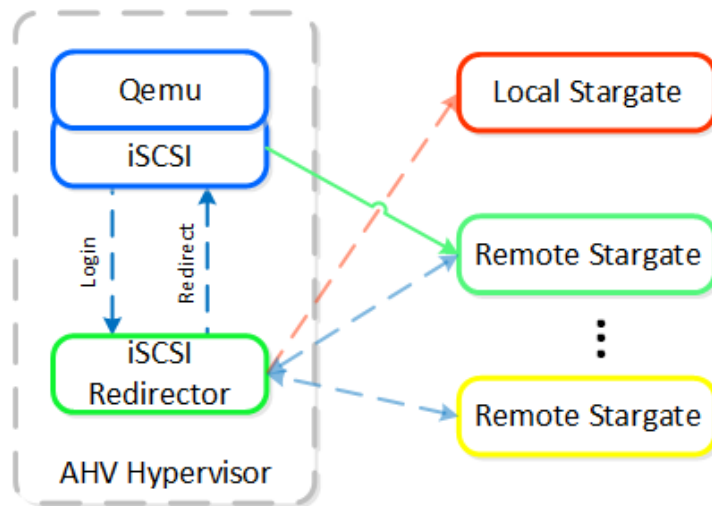 Qemu
iSCSI
Login
Redirect
iSCSI
Redirector
AHV Hypervisor
Local Stargate
Remote Stargate
Remote Stargate